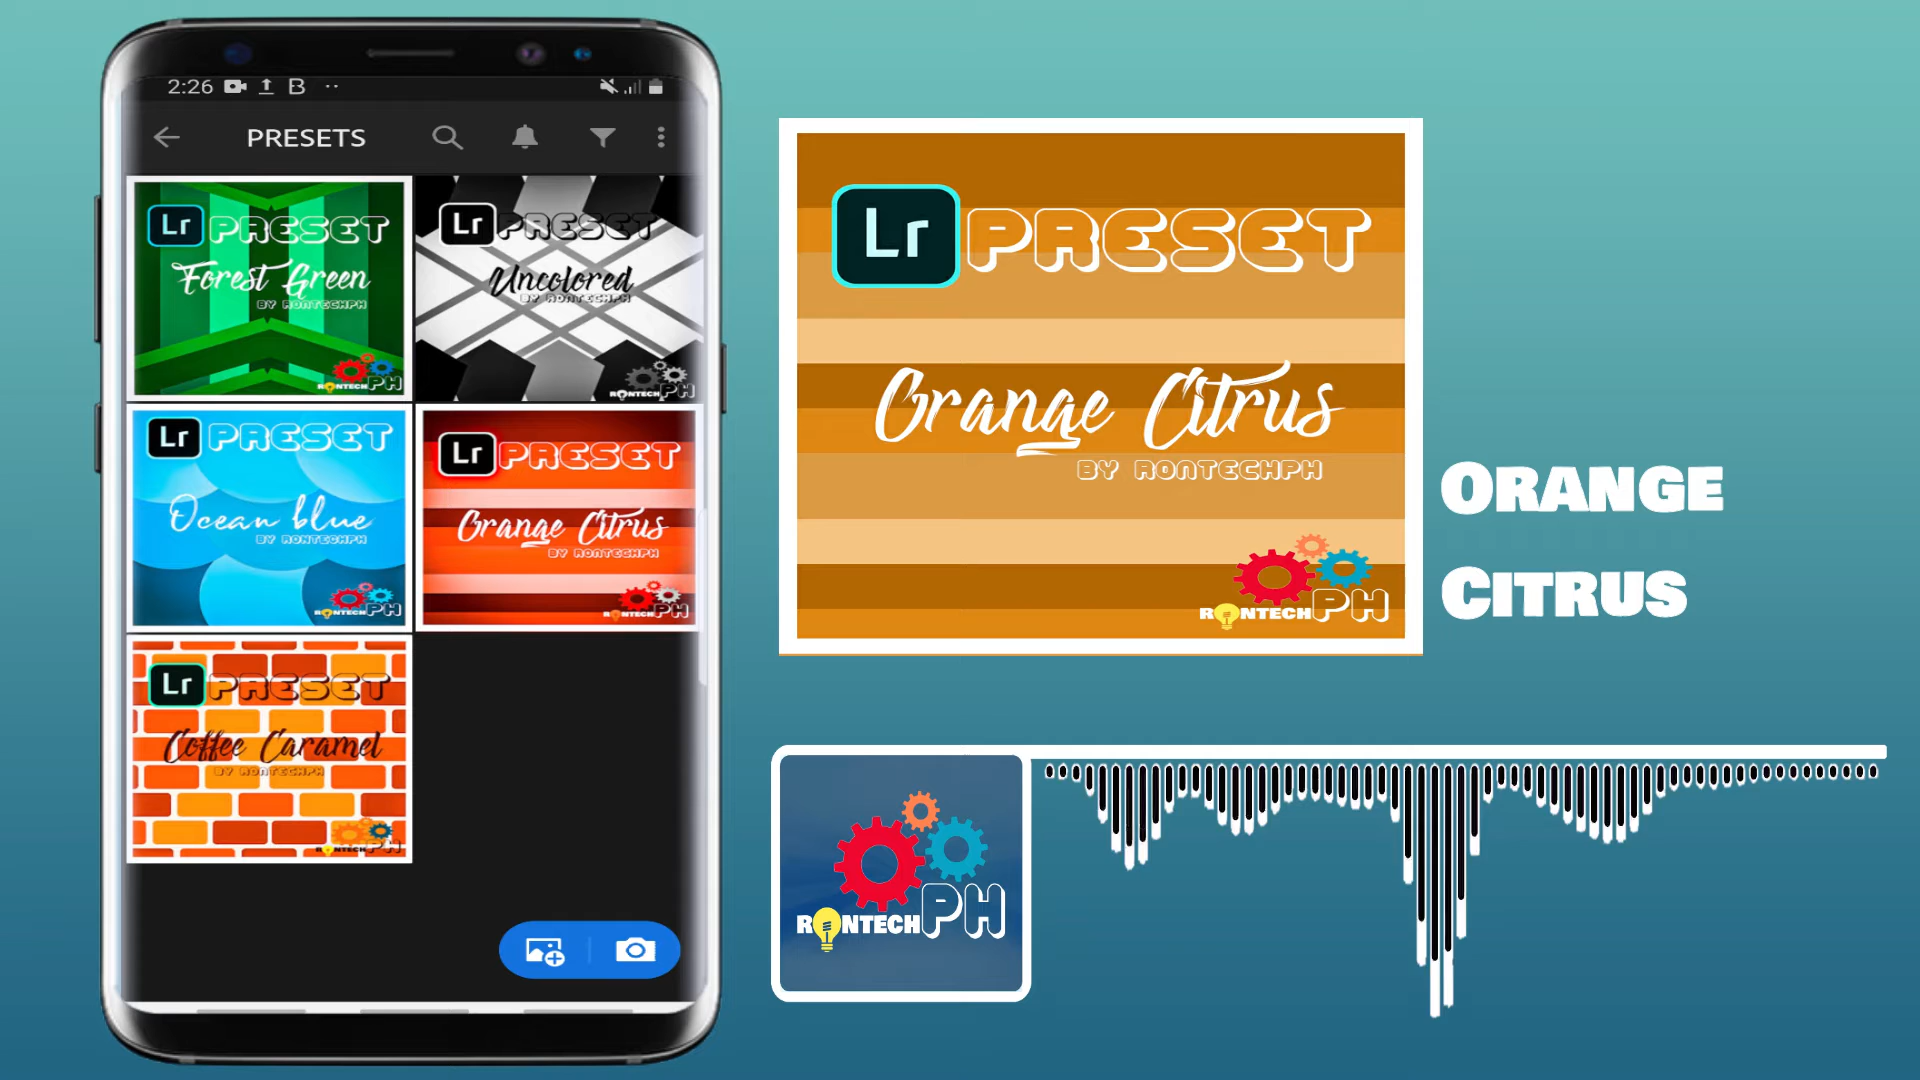 2:26
PRESETS
Lr PRESET
Forest Green
BY RONTECHPH
RONTECHPH
Lr PRESET
Uncolored
BY RONTECHPH
RONTECHPH
Lr PRESET
Ocean blue
BY RONTECHPH
RONTECHPH
Lr PRESET
Orange Citrus
BY RONTECHPH
RONTECHPH
Lr PRESET
Coffee Caramel
BY RONTECHPH
RONTECHPH
Lr PRESET
Orange Citrus
BY RONTECHPH
RONTECHPH
ORANGE
CITRUS
RONTECHPH